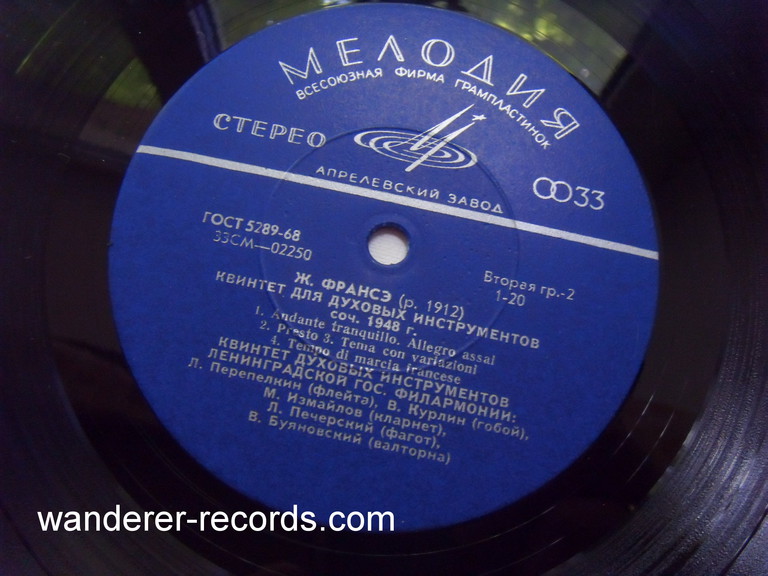 МЕЛОДИЯ
ВСЕСОЮЗНАЯ ФИРМА ГРАМПЛАСТИНОК
СТЕРЕО
АПРЕЛЕВСКИЙ ЗАВОД
33
ГОСТ 5289-68
33СМ—02250
Вторая гр.-2
1-20
Ж. ФРАНСЭ (р. 1912)
КВИНТЕТ ДЛЯ ДУХОВЫХ ИНСТРУМЕНТОВ
соч. 1948 г.
1. Andante tranquillo. Allegro assai
2. Presto 3. Tema con variazioni
4. Tempo di marcia francese
КВИНТЕТ ДУХОВЫХ ИНСТРУМЕНТОВ
ЛЕНИНГРАДСКОЙ ГОС. ФИЛАРМОНИИ:
Л. Перепелкин (флейта), В. Курлин (гобой),
М. Измайлов (кларнет),
Л. Печерский (фагот),
В. Буяновский (валторна)
wanderer-records.com